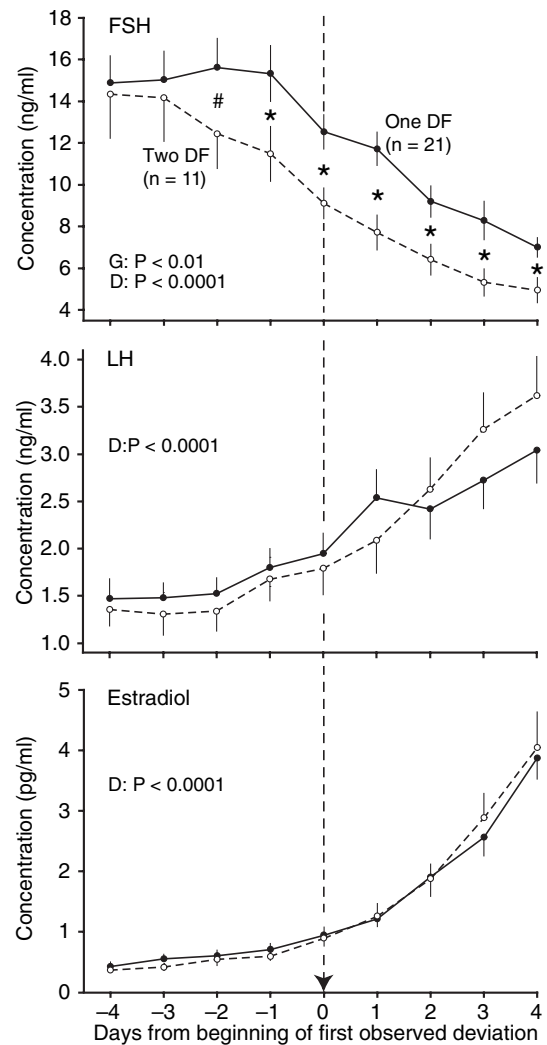 FSH
Concentration (ng/ml)
18
16
14
12
10
8
6
4
#
*
*
*
*
*
*
One DF
(n = 21)
Two DF
(n = 11)
G: P < 0.01
D: P < 0.0001
LH
Concentration (ng/ml)
4.0
3.5
3.0
2.5
2.0
1.5
1.0
D:P < 0.0001
Estradiol
Concentration (pg/ml)
5
4
3
2
1
0
D: P < 0.0001
–4 –3 –2 –1 0 1 2 3 4
Days from beginning of first observed deviation